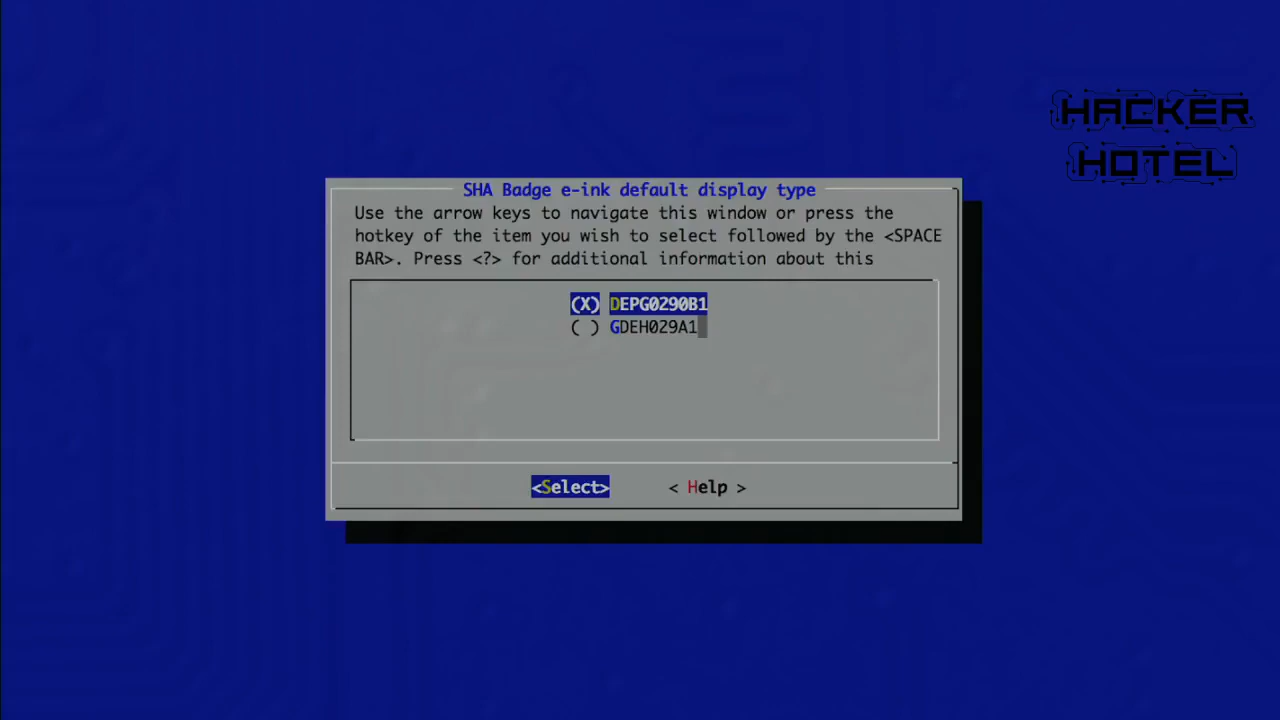 HACKER
HOTEL
SHA Badge e-ink default display type
Use the arrow keys to navigate this window or press the
hotkey of the item you wish to select followed by the <SPACE
BAR>. Press <?> for additional information about this
(X) DEPG0290B1
( ) GDEH029A1
<Select> < Help >